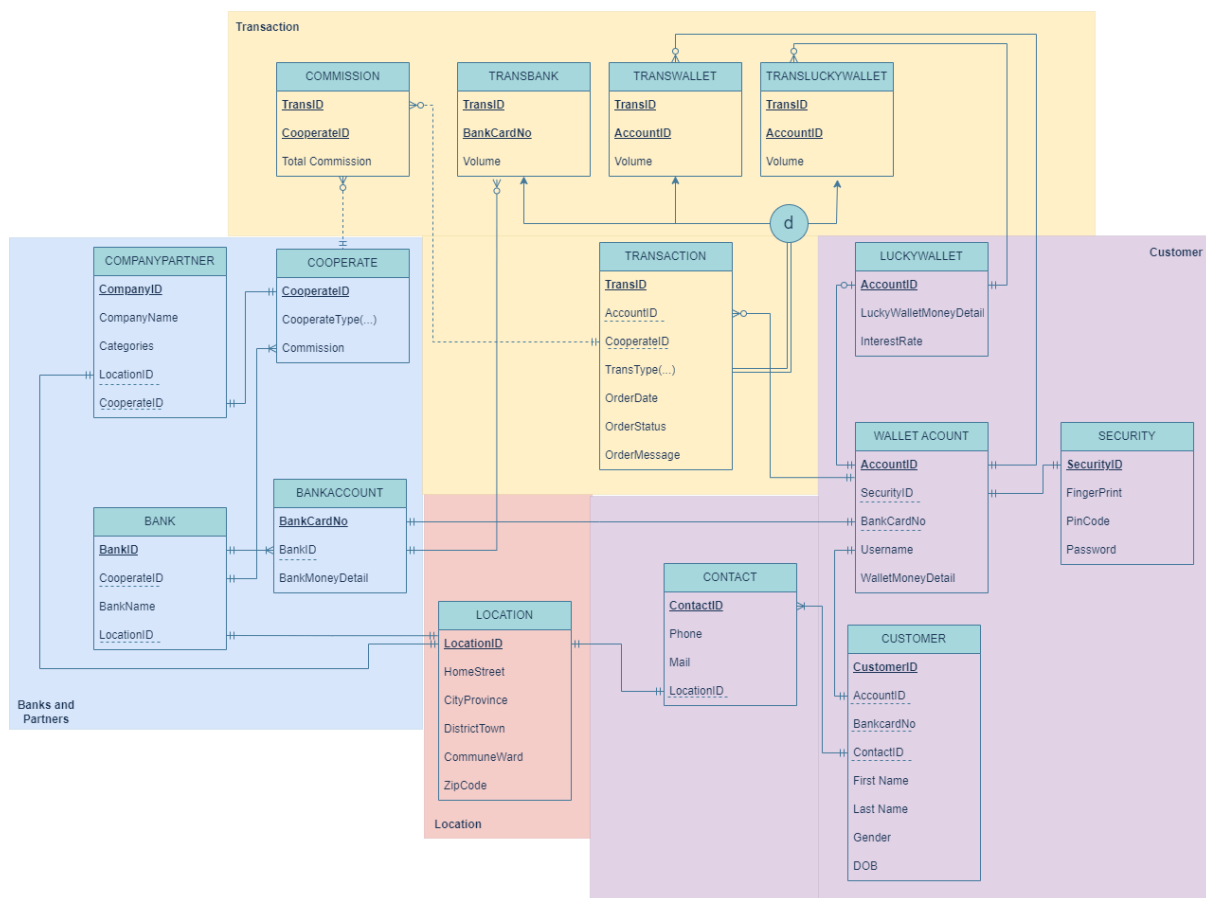 Transaction
COMMISSION
TransID
CooperateID
Total Commission
TRANSBANK
TransID
BankCardNo
Volume
TRANSWALLET
TransID
AccountID
Volume
TRANSLUCKYWALLET
TransID
AccountID
Volume
d
COMPANYPARTNER
CompanyID
CompanyName
Categories
LocationID
CooperateID
COOPERATE
CooperateID
CooperateType(...)
Commission
TRANSACTION
TransID
AccountID
CooperateID
TransType(...)
OrderDate
OrderStatus
OrderMessage
Customer
LUCKYWALLET
AccountID
LuckyWalletMoneyDetail
InterestRate
WALLET ACOUNT
AccountID
SecurityID
BankCardNo
Username
WalletMoneyDetail
SECURITY
SecurityID
FingerPrint
PinCode
Password
BANK
BankID
CooperateID
BankName
LocationID
BANKACCOUNT
BankCardNo
BankID
BankMoneyDetail
Banks and
Partners
LOCATION
LocationID
HomeStreet
CityProvince
DistrictTown
CommuneWard
ZipCode
Location
CONTACT
ContactID
Phone
Mail
LocationID
CUSTOMER
CustomerID
AccountID
BankcardNo
ContactID
First Name
Last Name
Gender
DOB